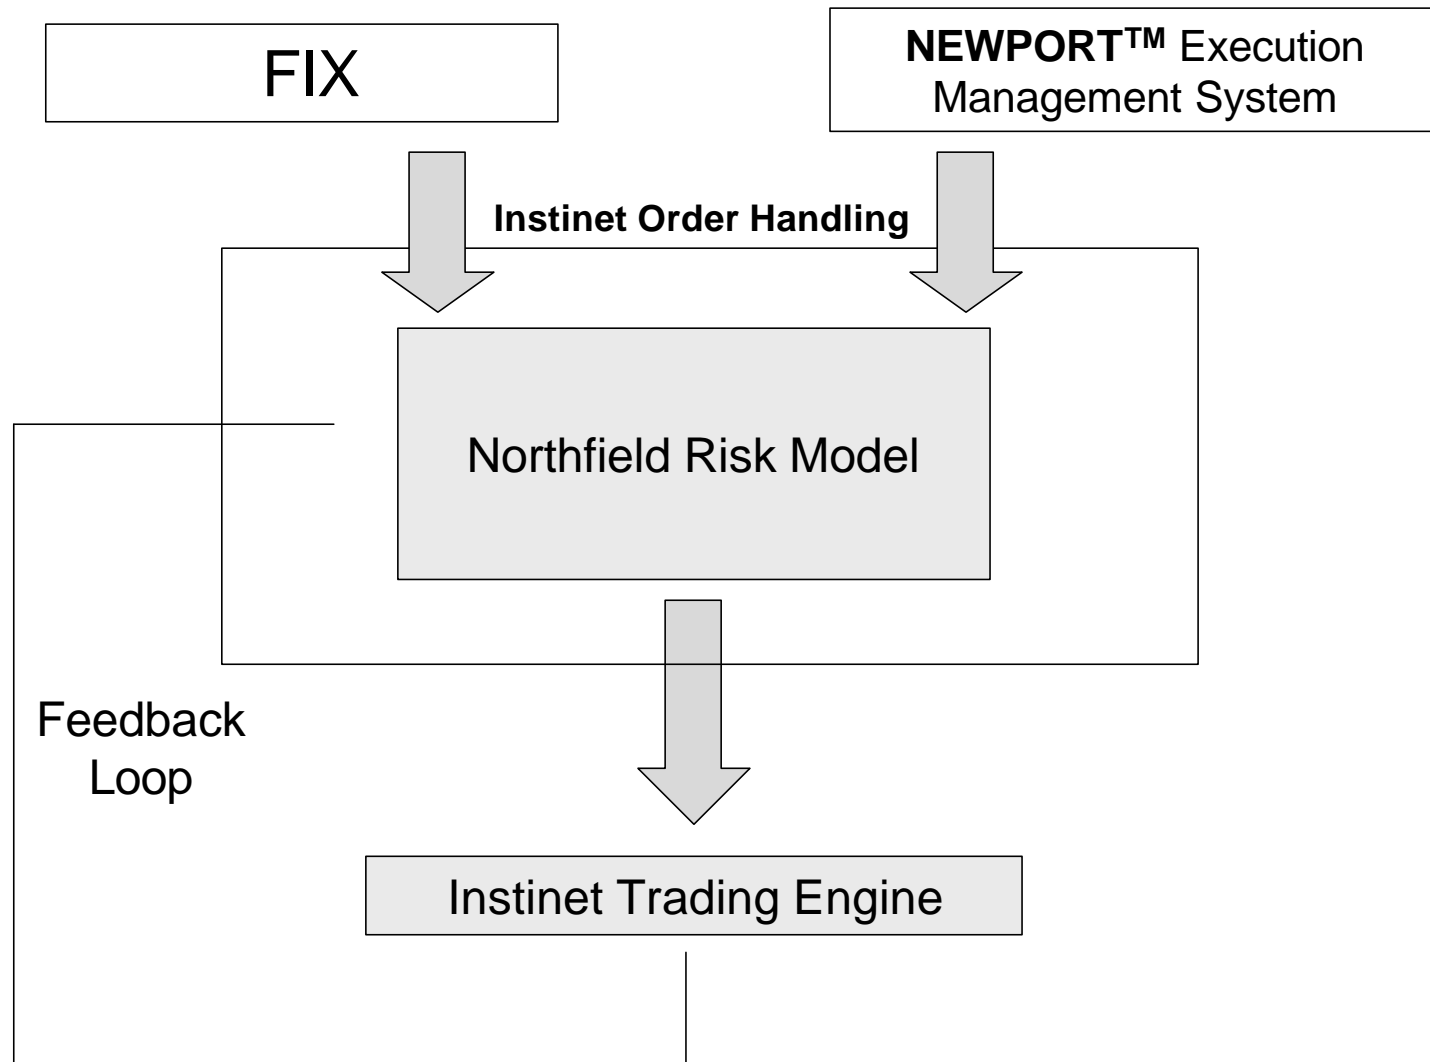 FIX
NEWPORT™ Execution
Management System
Instinet Order Handling
Northfield Risk Model
Feedback
Loop
Instinet Trading Engine